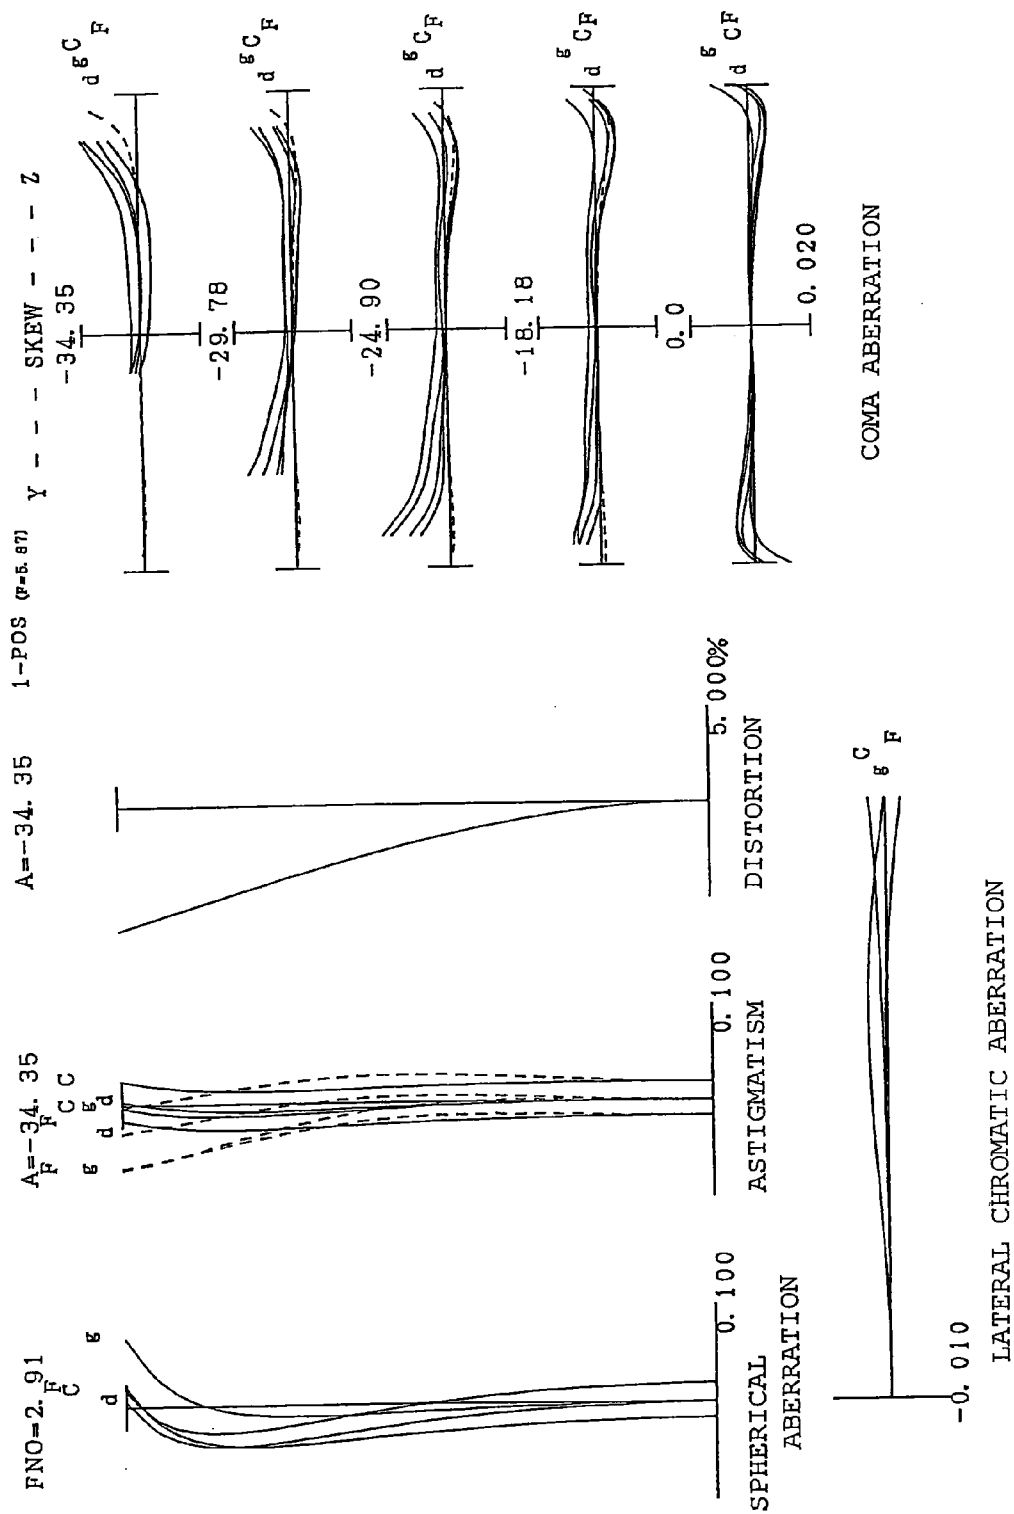 FNO=2.91
F
C
d
g
0.100
SPHERICAL
ABERRATION
A=-34.35
F
F
C
C
g
d
g
d
0.100
ASTIGMATISM
A=-34.35
5.000%
DISTORTION
1-POS (F=5.87)
Y - - - SKEW - - - Z
-34.35
d g C F
-29.78
d g C F
-24.90
d g C F
-18.18
d g C F
0.0
d g C F
0.020
COMA ABERRATION
C
g
F
-0.010
LATERAL CHROMATIC ABERRATION